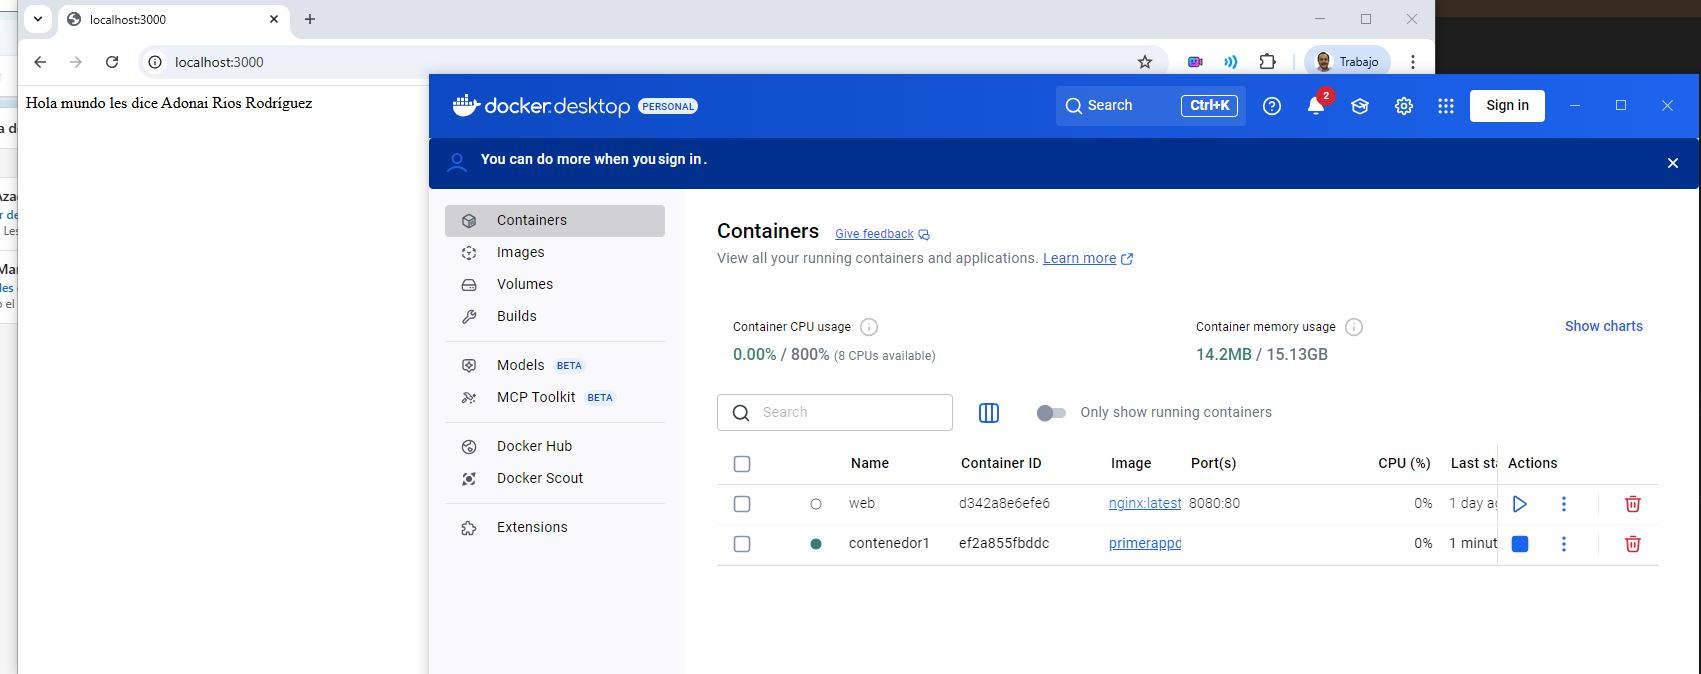 localhost:3000
localhost:3000
Trabajo
Hola mundo les dice Adonai Rios Rodríguez
docker.desktop PERSONAL
Search Ctrl+K
2
Sign in
You can do more when you sign in.
Containers
Images
Volumes
Builds
Models BETA
MCP Toolkit BETA
Docker Hub
Docker Scout
Extensions
Containers Give feedback
View all your running containers and applications. Learn more
Container CPU usage
0.00% / 800% (8 CPUs available)
Container memory usage
14.2MB / 15.13GB
Show charts
Search
Only show running containers
Name Container ID Image Port(s) CPU (%) Last sta Actions
web d342a8e6efe6 nginx:latest 8080:80 0% 1 day ag
contenedor1 ef2a855fbddc primerappd 0% 1 minut